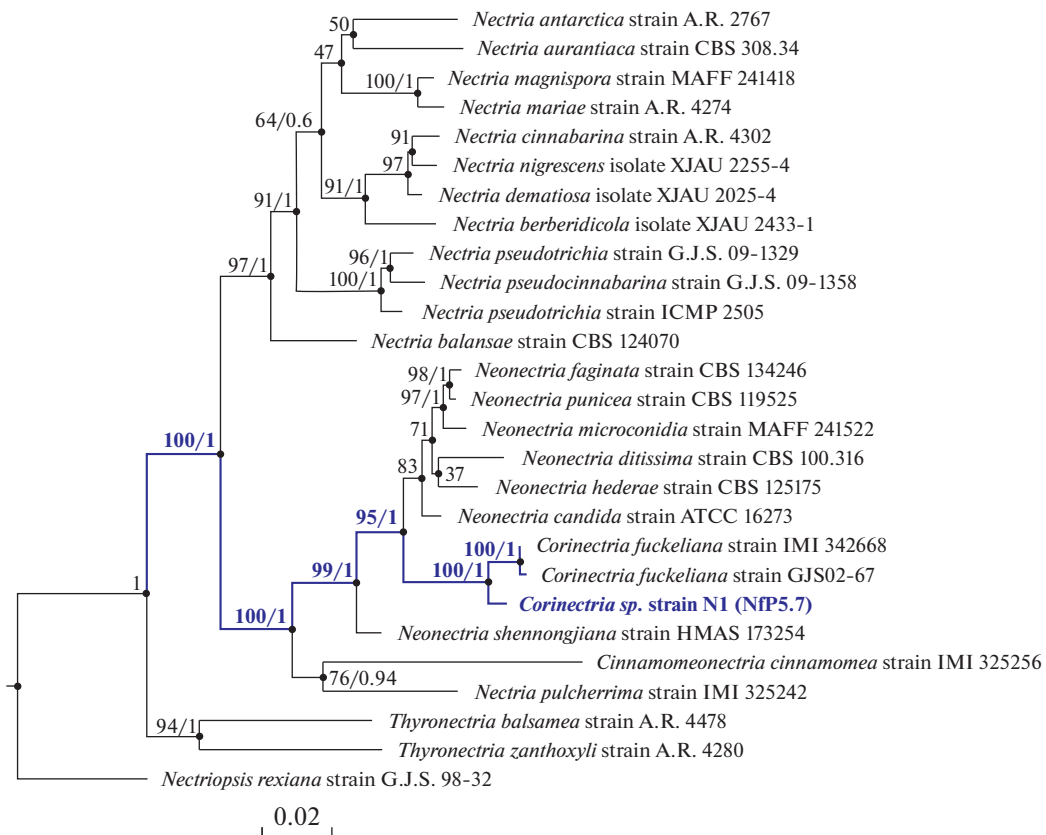 50
Nectria antarctica strain A.R. 2767
Nectria aurantiaca strain CBS 308.34
47
100/1
Nectria magnispora strain MAFF 241418
Nectria mariae strain A.R. 4274
64/0.6
91
Nectria cinnabarina strain A.R. 4302
97
Nectria nigrescens isolate XJAU 2255-4
91/1
Nectria dematiosa isolate XJAU 2025-4
Nectria berberidicola isolate XJAU 2433-1
91/1
96/1
Nectria pseudotrichia strain G.J.S. 09-1329
97/1
100/1
Nectria pseudocinnabarina strain G.J.S. 09-1358
Nectria pseudotrichia strain ICMP 2505
Nectria balansae strain CBS 124070
98/1
Neonectria faginata strain CBS 134246
97/1
Neonectria punicea strain CBS 119525
71
Neonectria microconidia strain MAFF 241522
100/1
83
Neonectria ditissima strain CBS 100.316
37
Neonectria hederae strain CBS 125175
Neonectria candida strain ATCC 16273
95/1
100/1
Corinectria fuckeliana strain IMI 342668
99/1
100/1
Corinectria fuckeliana strain GJS02-67
1
Corinectria sp. strain N1 (NfP5.7)
100/1
Neonectria shennongjiana strain HMAS 173254
Cinnamomeonectria cinnamomea strain IMI 325256
76/0.94
Nectria pulcherrima strain IMI 325242
94/1
Thyronectria balsamea strain A.R. 4478
Thyronectria zanthoxyli strain A.R. 4280
Nectriopsis rexiana strain G.J.S. 98-32
0.02